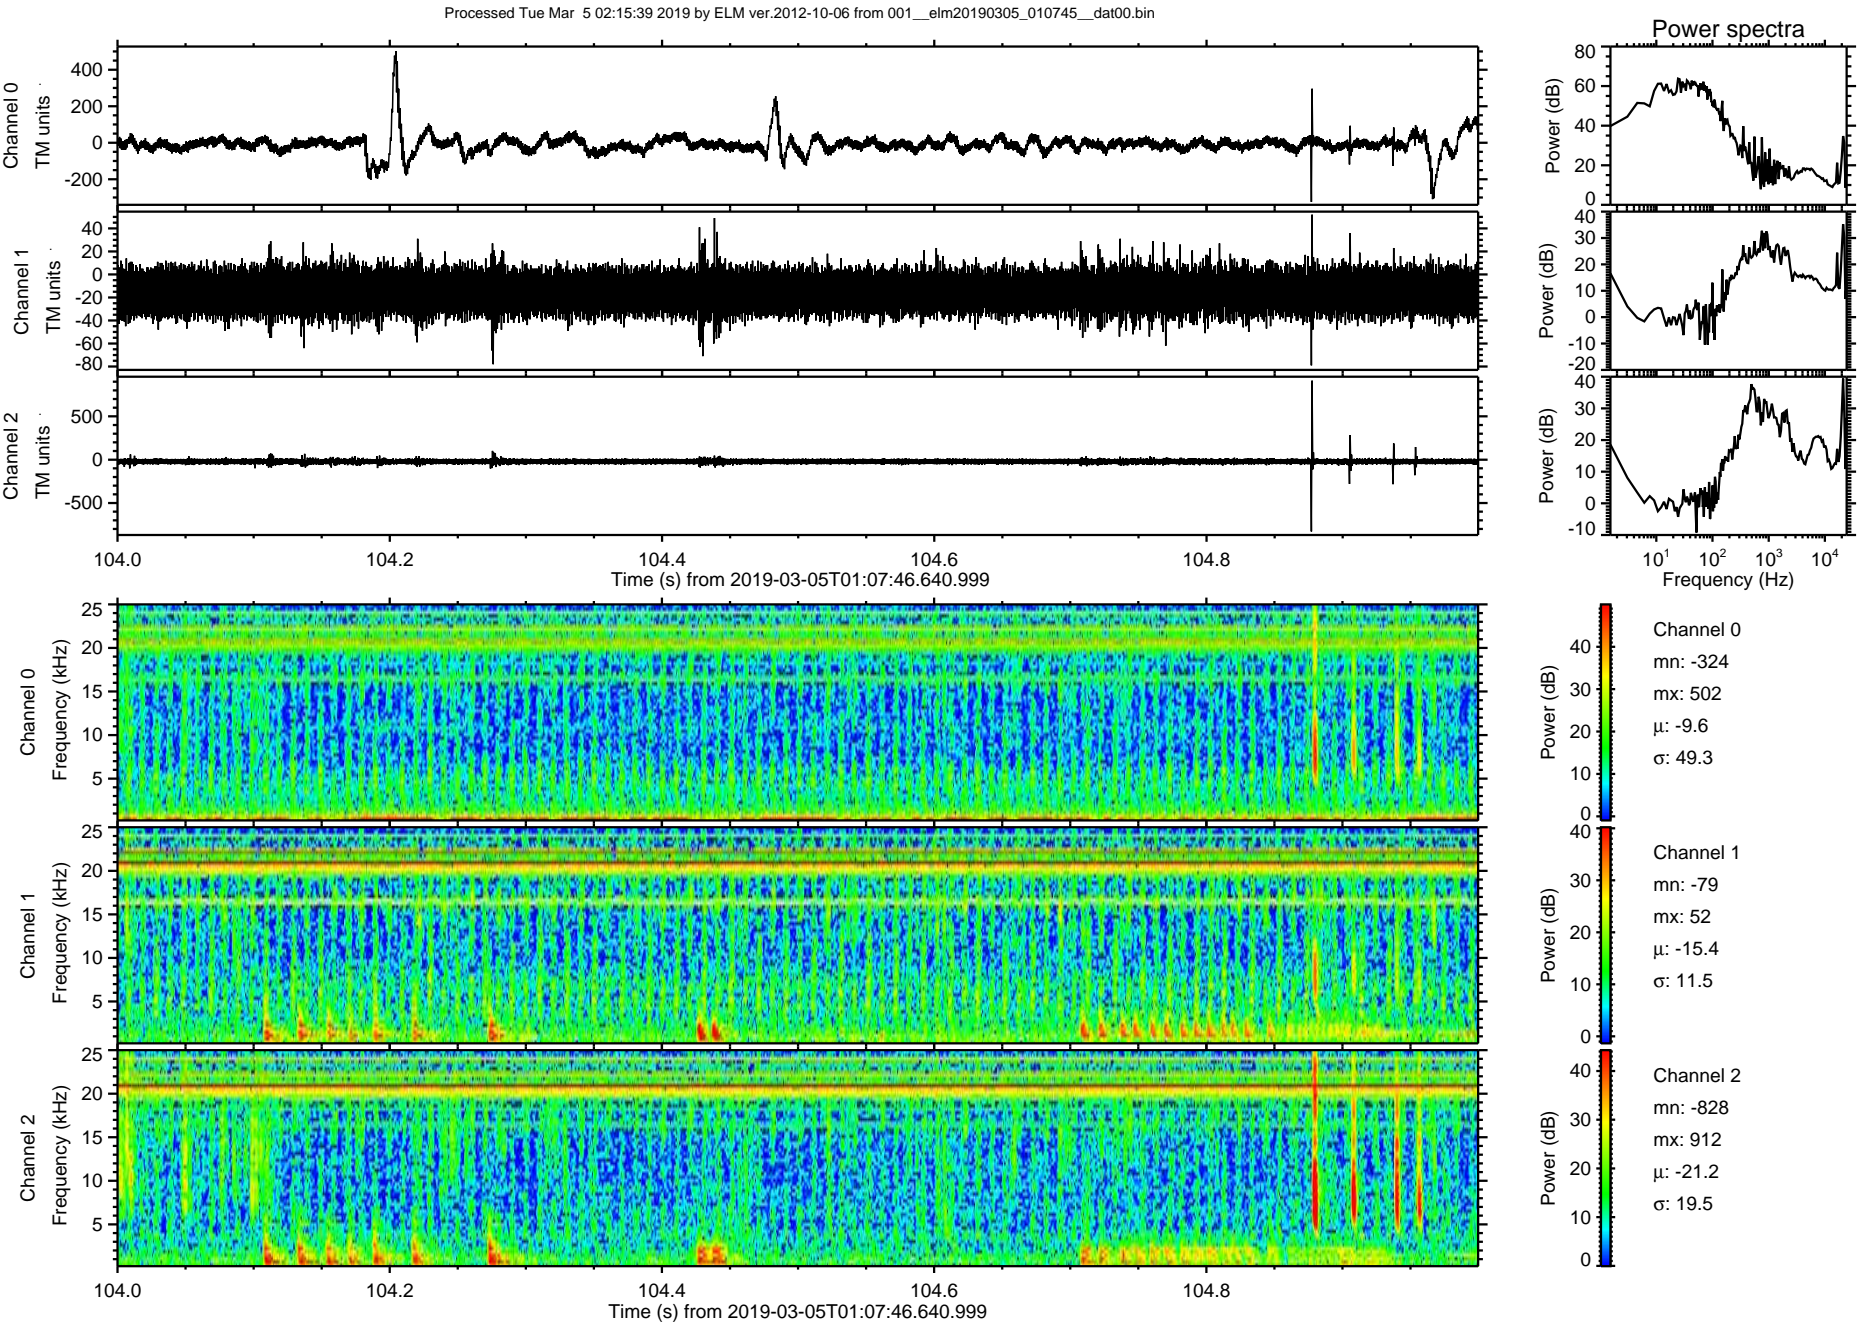 Processed Tue Mar  5 02:15:39 2019 by ELM ver.2012-10-06 from 001__elm20190305_010745__dat00.bin
Power spectra
Channel 0
TM units
400
200
0
-200
Power (dB)
80
60
40
20
0
Channel 1
TM units
40
20
0
-20
-40
-60
-80
Power (dB)
40
30
20
10
0
-10
-20
Channel 2
TM units
500
0
-500
Power (dB)
40
30
20
10
0
-10
104.0 104.2 104.4 104.6 104.8
Time (s) from 2019-03-05T01:07:46.640.999
10^1 10^2 10^3 10^4
Frequency (Hz)
Channel 0
Frequency (kHz)
25
20
15
10
5
Power (dB)
40
30
20
10
0
Channel 0
mn: -324
mx: 502
μ: -9.6
σ: 49.3
Channel 1
Frequency (kHz)
25
20
15
10
5
Power (dB)
40
30
20
10
0
Channel 1
mn: -79
mx: 52
μ: -15.4
σ: 11.5
Channel 2
Frequency (kHz)
25
20
15
10
5
Power (dB)
40
30
20
10
0
Channel 2
mn: -828
mx: 912
μ: -21.2
σ: 19.5
104.0 104.2 104.4 104.6 104.8
Time (s) from 2019-03-05T01:07:46.640.999